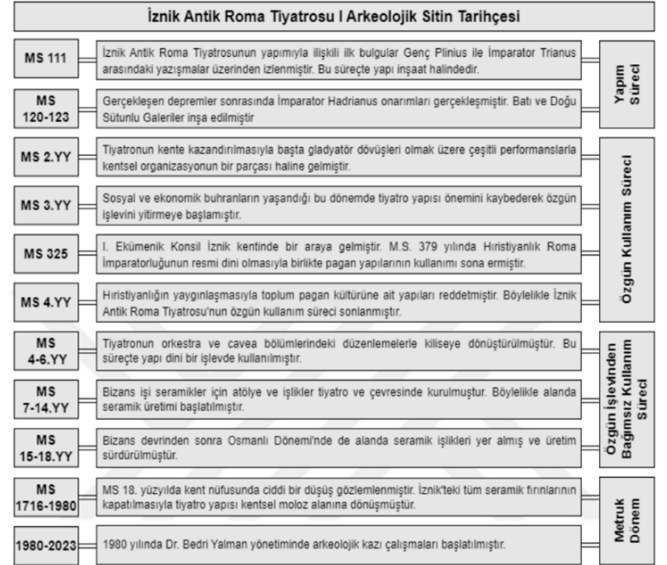 İznik Antik Roma Tiyatrosu I Arkeolojik Sitin Tarihçesi
MS 111
İznik Antik Roma Tiyatrosunun yapımıyla ilişkili ilk bulgular Genç Plinius ile İmparator Trianus
arasındaki yazışmalar üzerinden izlenmiştir. Bu süreçte yapı inşaat halindedir.
MS
120-123
Gerçekleşen depremler sonrasında İmparator Hadrianus onarımları gerçekleşmiştir. Batı ve Doğu
Sütunlu Galeriler inşa edilmiştir
Yapım
Süreci
MS 2.YY
Tiyatronun kente kazandırılmasıyla başta gladyatör dövüşleri olmak üzere çeşitli performanslarla
kentsel organizasyonun bir parçası haline gelmiştir.
MS 3.YY
Sosyal ve ekonomik buhranların yaşandığı bu dönemde tiyatro yapısı önemini kaybederek özgün
işlevini yitirmeye başlamıştır.
MS 325
I. Ekümenik Konsil İznik kentinde bir araya gelmiştir. M.S. 379 yılında Hıristiyanlık Roma
İmparatorluğunun resmi dini olmasıyla birlikte pagan yapılarının kullanımı sona ermiştir.
MS 4.YY
Hıristiyanlığın yaygınlaşmasıyla toplum pagan kültürüne ait yapıları reddetmiştir. Böylelikle İznik
Antik Roma Tiyatrosu'nun özgün kullanım süreci sonlanmıştır.
Özgün Kullanım Süreci
MS
4-6.YY
Tiyatronun orkestra ve cavea bölümlerindeki düzenlemelerle kiliseye dönüştürülmüştür. Bu
süreçte yapı dini bir işlevde kullanılmıştır.
MS
7-14.YY
Bizans işi seramikler için atölye ve işlikler tiyatro ve çevresinde kurulmuştur. Böylelikle alanda
seramik üretimi başlatılmıştır.
MS
15-18.YY
Bizans devrinden sonra Osmanlı Dönemi'nde de alanda seramik işlikleri yer almış ve üretim
sürdürülmüştür.
Özgün İşlevinden
Bağımsız Kullanım
Süreci
MS
1716-1980
MS 18. yüzyılda kent nüfusunda ciddi bir düşüş gözlemlenmiştir. İznik'teki tüm seramik fırınlarının
kapatılmasıyla tiyatro yapısı kentsel moloz alanına dönüşmüştür.
1980-2023
1980 yılında Dr. Bedri Yalman yönetiminde arkeolojik kazı çalışmaları başlatılmıştır.
Metruk
Dönem